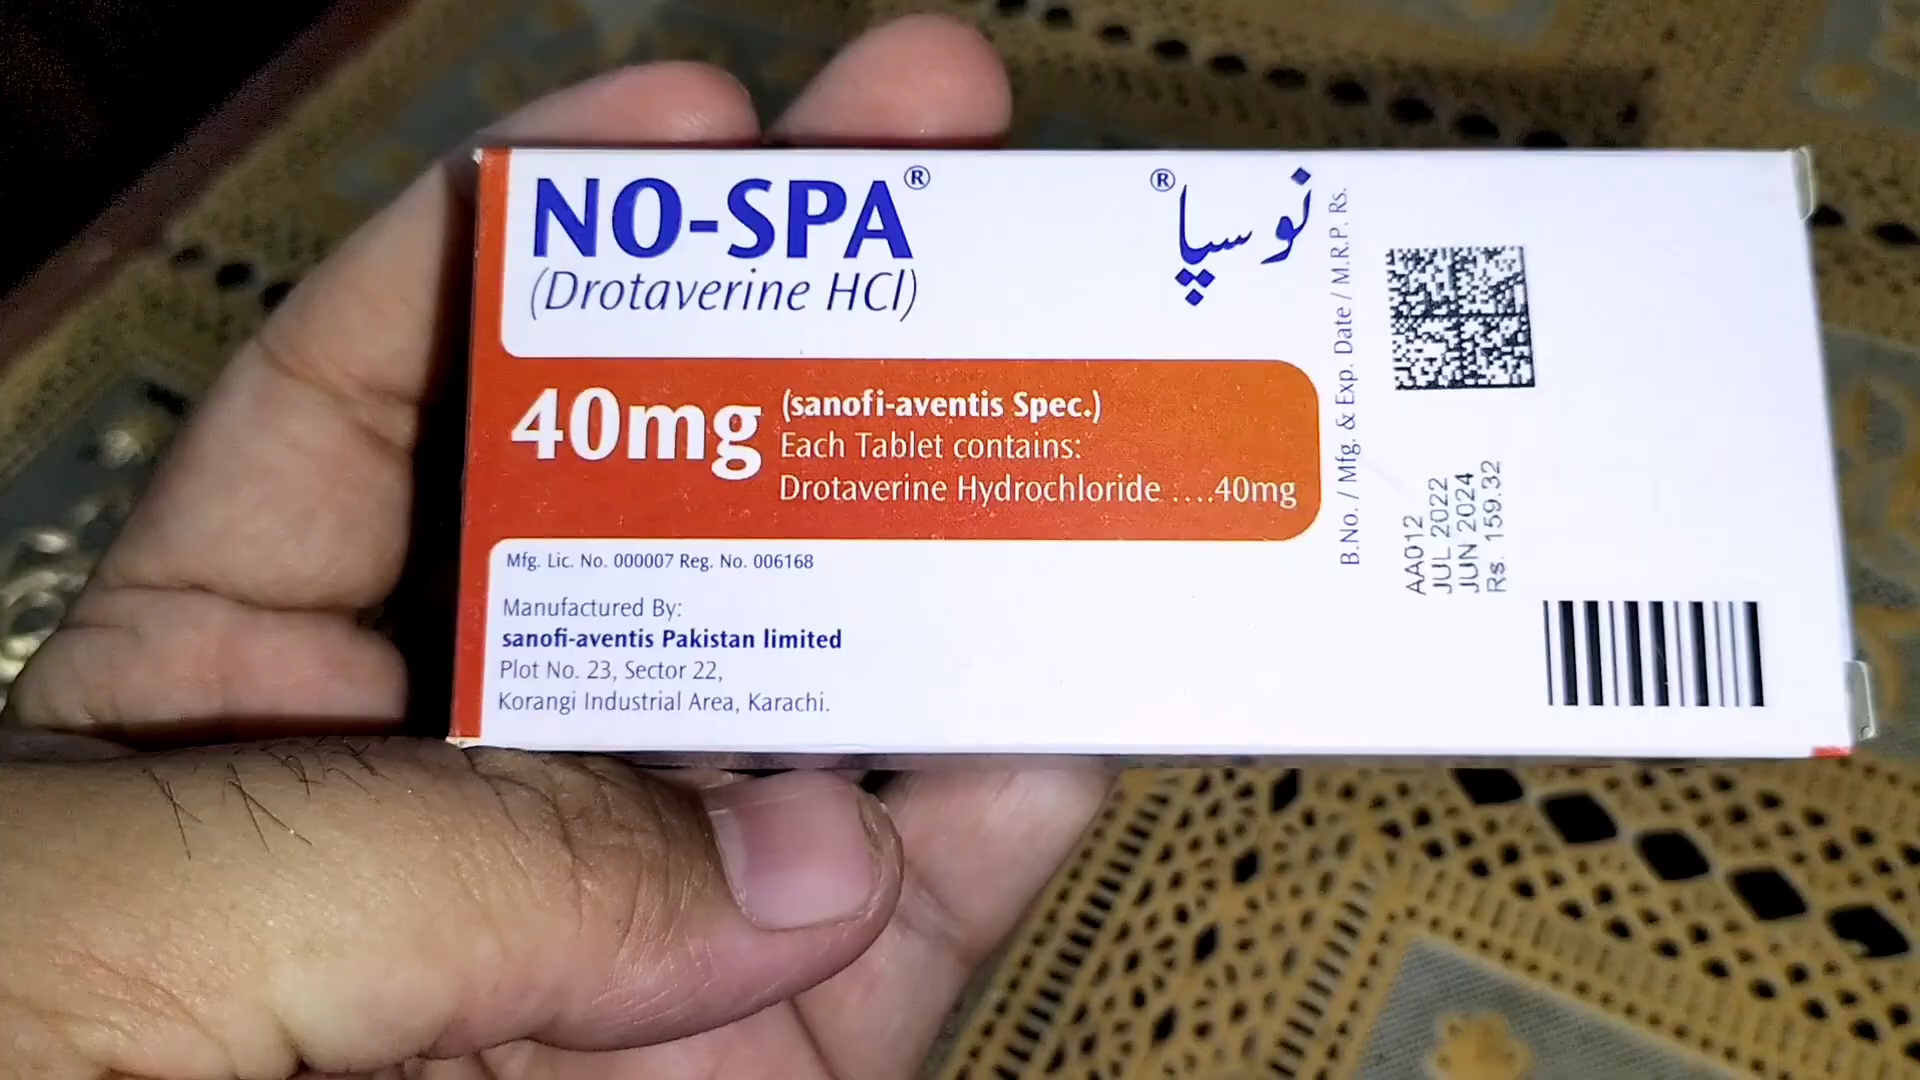 NO-SPA®
(Drotaverine HCl)
نوسپا®
40mg
(sanofi-aventis Spec.)
Each Tablet contains:
Drotaverine Hydrochloride ....40mg
Mfg. Lic. No. 000007 Reg. No. 006168
Manufactured By:
sanofi-aventis Pakistan limited
Plot No. 23, Sector 22,
Korangi Industrial Area, Karachi.
B.No. / Mfg. & Exp. Date / M.R.P. Rs.
AA012
JUL 2022
JUN 2024
Rs. 159.32